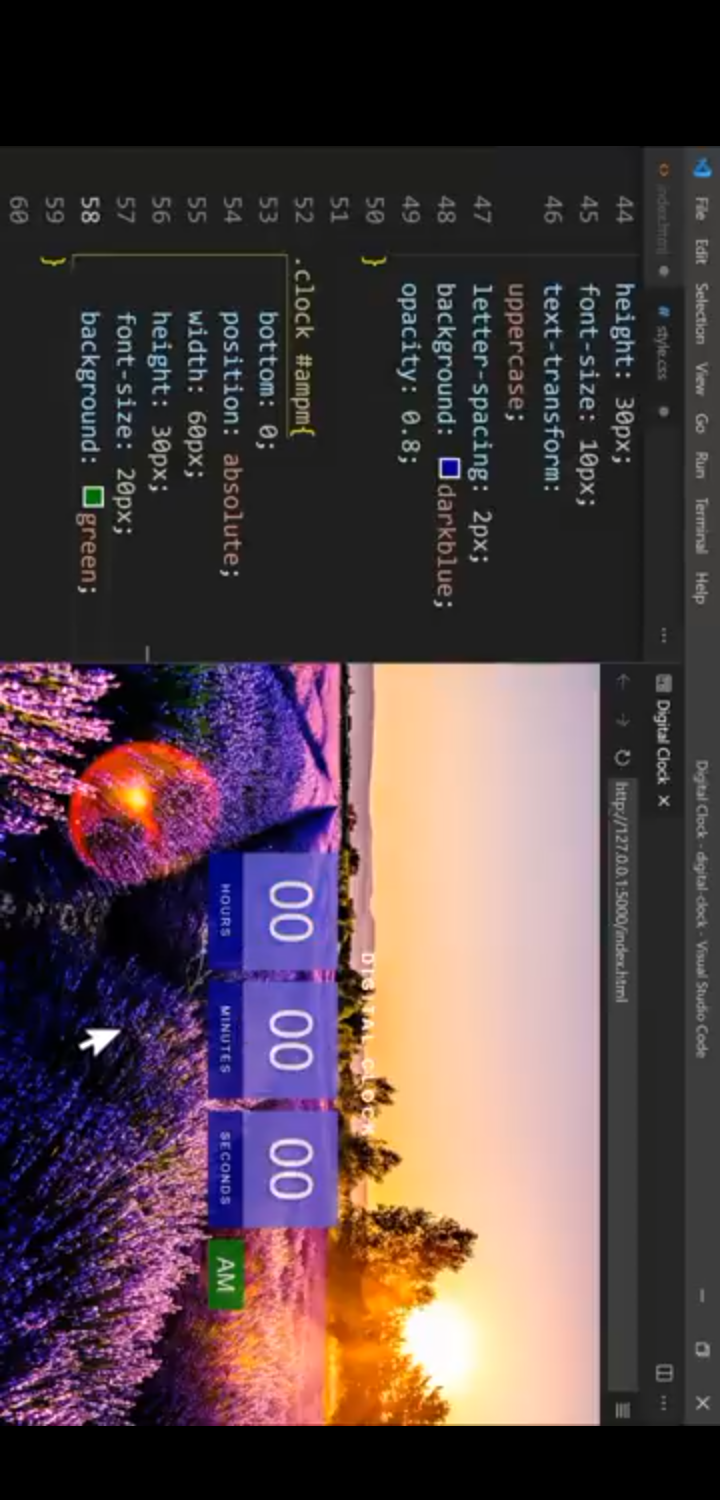 File Edit Selection View Go Run Terminal Help
Digital Clock - digital-clock - Visual Studio Code
index.html
# style.css
44 height: 30px;
45 font-size: 10px;
46 text-transform:
uppercase;
47 letter-spacing: 2px;
48 background: darkblue;
49 opacity: 0.8;
50 }
51
52 .clock #ampm{
53 bottom: 0;
54 position: absolute;
55 width: 60px;
56 height: 30px;
57 font-size: 20px;
58 background: green;
59 }
60
Digital Clock
http://127.0.0.1:5000/index.html
DIGITAL CLOCK
00 00 00
HOURS MINUTES SECONDS AM